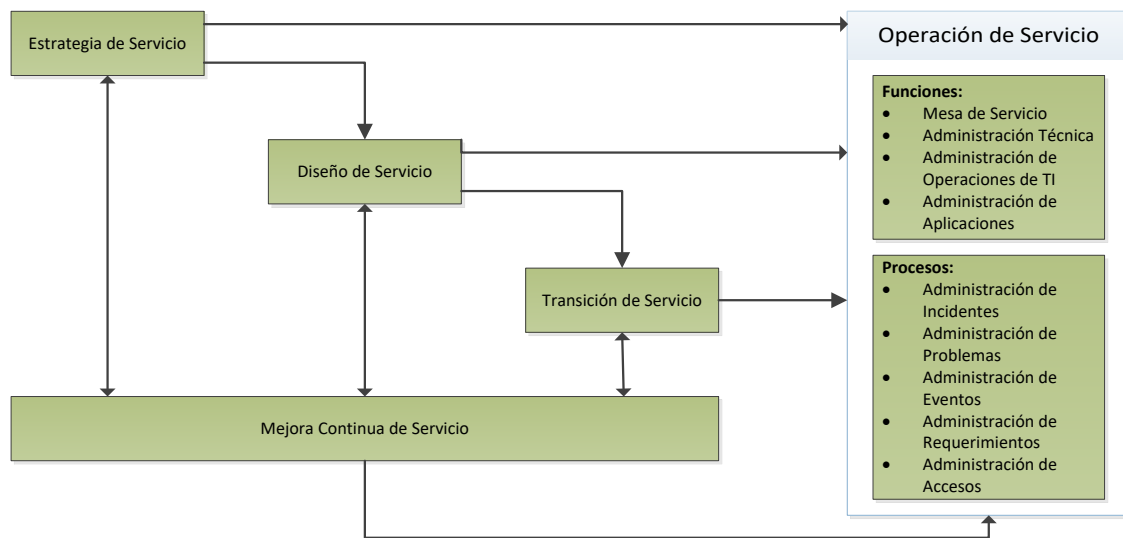 Estrategia de Servicio
Operación de Servicio
Funciones:
• Mesa de Servicio
• Administración Técnica
• Administración de
Operaciones de TI
• Administración de
Aplicaciones
Diseño de Servicio
Procesos:
• Administración de
Incidentes
• Administración de
Problemas
• Administración de
Eventos
• Administración de
Requerimientos
• Administración de
Accesos
Transición de Servicio
Mejora Continua de Servicio